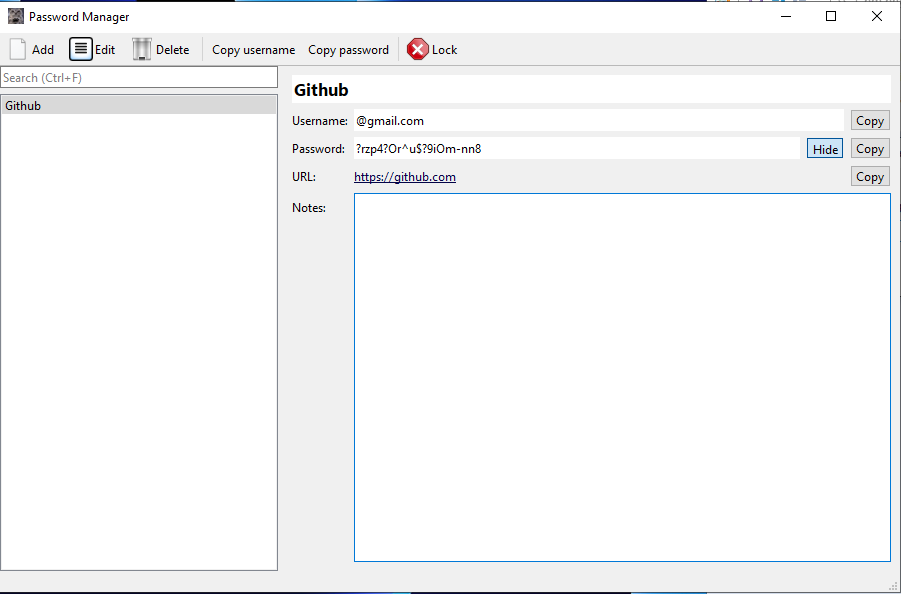 Password Manager
Add Edit Delete Copy username Copy password Lock
Search (Ctrl+F)
Github
Github
Username: @gmail.com Copy
Password: ?rzp4?Or^u$?9iOm-nn8 Hide Copy
URL: https://github.com Copy
Notes: